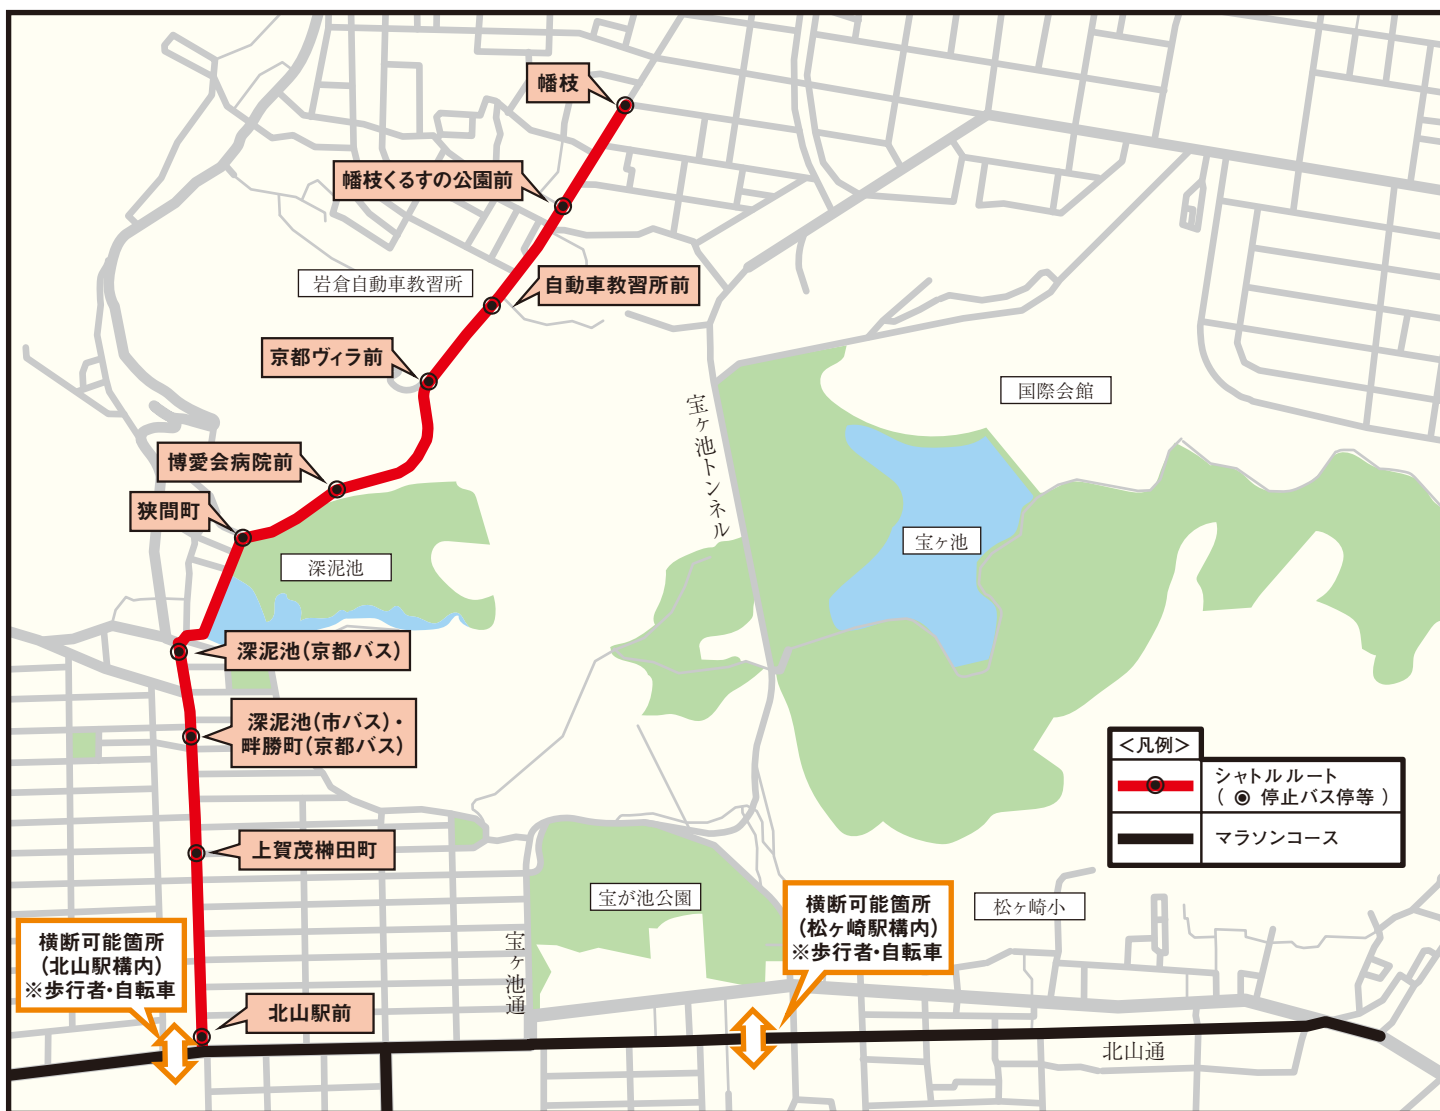 幡枝
幡枝くるすの公園前
岩倉自動車教習所
自動車教習所前
京都ヴィラ前
国際会館
宝ヶ池トンネル
博愛会病院前
狭間町
宝ヶ池
深泥池
深泥池(京都バス)
深泥池(市バス)・
畔勝町(京都バス)
<凡例>
シャトルルート
( ◉ 停止バス停等 )
マラソンコース
上賀茂榊田町
宝が池公園
横断可能箇所
(松ヶ崎駅構内)
※歩行者・自転車
松ヶ崎小
横断可能箇所
(北山駅構内)
※歩行者・自転車
宝ヶ池通
北山駅前
北山通